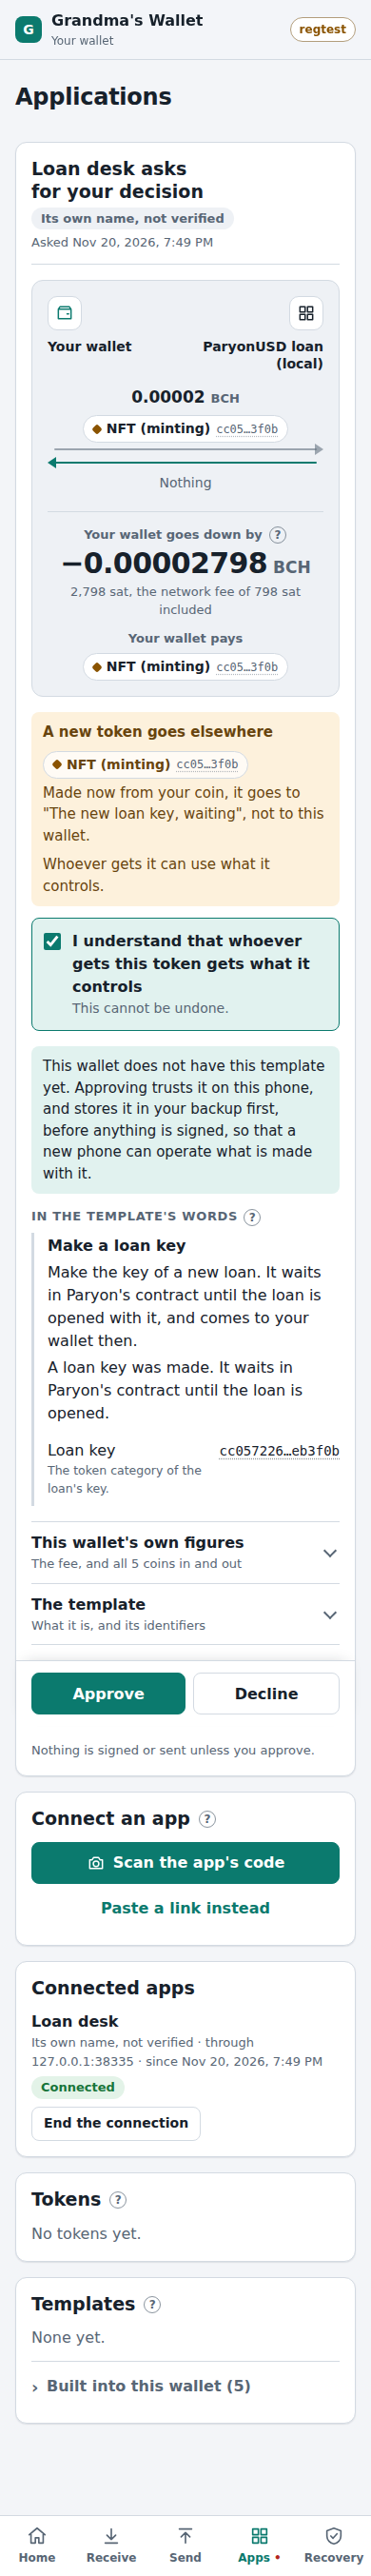 G
Grandma's Wallet
Your wallet
regtest
Applications
Loan desk asks
for your decision
Its own name, not verified
Asked Nov 20, 2026, 7:49 PM
Your wallet
ParyonUSD loan
(local)
0.00002 BCH
NFT (minting) cc05…3f0b
Nothing
Your wallet goes down by ?
−0.00002798 BCH
2,798 sat, the network fee of 798 sat
included
Your wallet pays
NFT (minting) cc05…3f0b
A new token goes elsewhere
NFT (minting) cc05…3f0b
Made now from your coin, it goes to
"The new loan key, waiting", not to this
wallet.
Whoever gets it can use what it
controls.
I understand that whoever
gets this token gets what it
controls
This cannot be undone.
This wallet does not have this template
yet. Approving trusts it on this phone,
and stores it in your backup first,
before anything is signed, so that a
new phone can operate what is made
with it.
IN THE TEMPLATE'S WORDS ?
Make a loan key
Make the key of a new loan. It waits
in Paryon's contract until the loan is
opened with it, and comes to your
wallet then.
A loan key was made. It waits in
Paryon's contract until the loan is
opened.
Loan key cc057226…eb3f0b
The token category of the
loan's key.
This wallet's own figures
The fee, and all 5 coins in and out
The template
What it is, and its identifiers
Approve
Decline
Nothing is signed or sent unless you approve.
Connect an app ?
Scan the app's code
Paste a link instead
Connected apps
Loan desk
Its own name, not verified · through
127.0.0.1:38335 · since Nov 20, 2026, 7:49 PM
Connected
End the connection
Tokens ?
No tokens yet.
Templates ?
None yet.
› Built into this wallet (5)
Home
Receive
Send
Apps •
Recovery